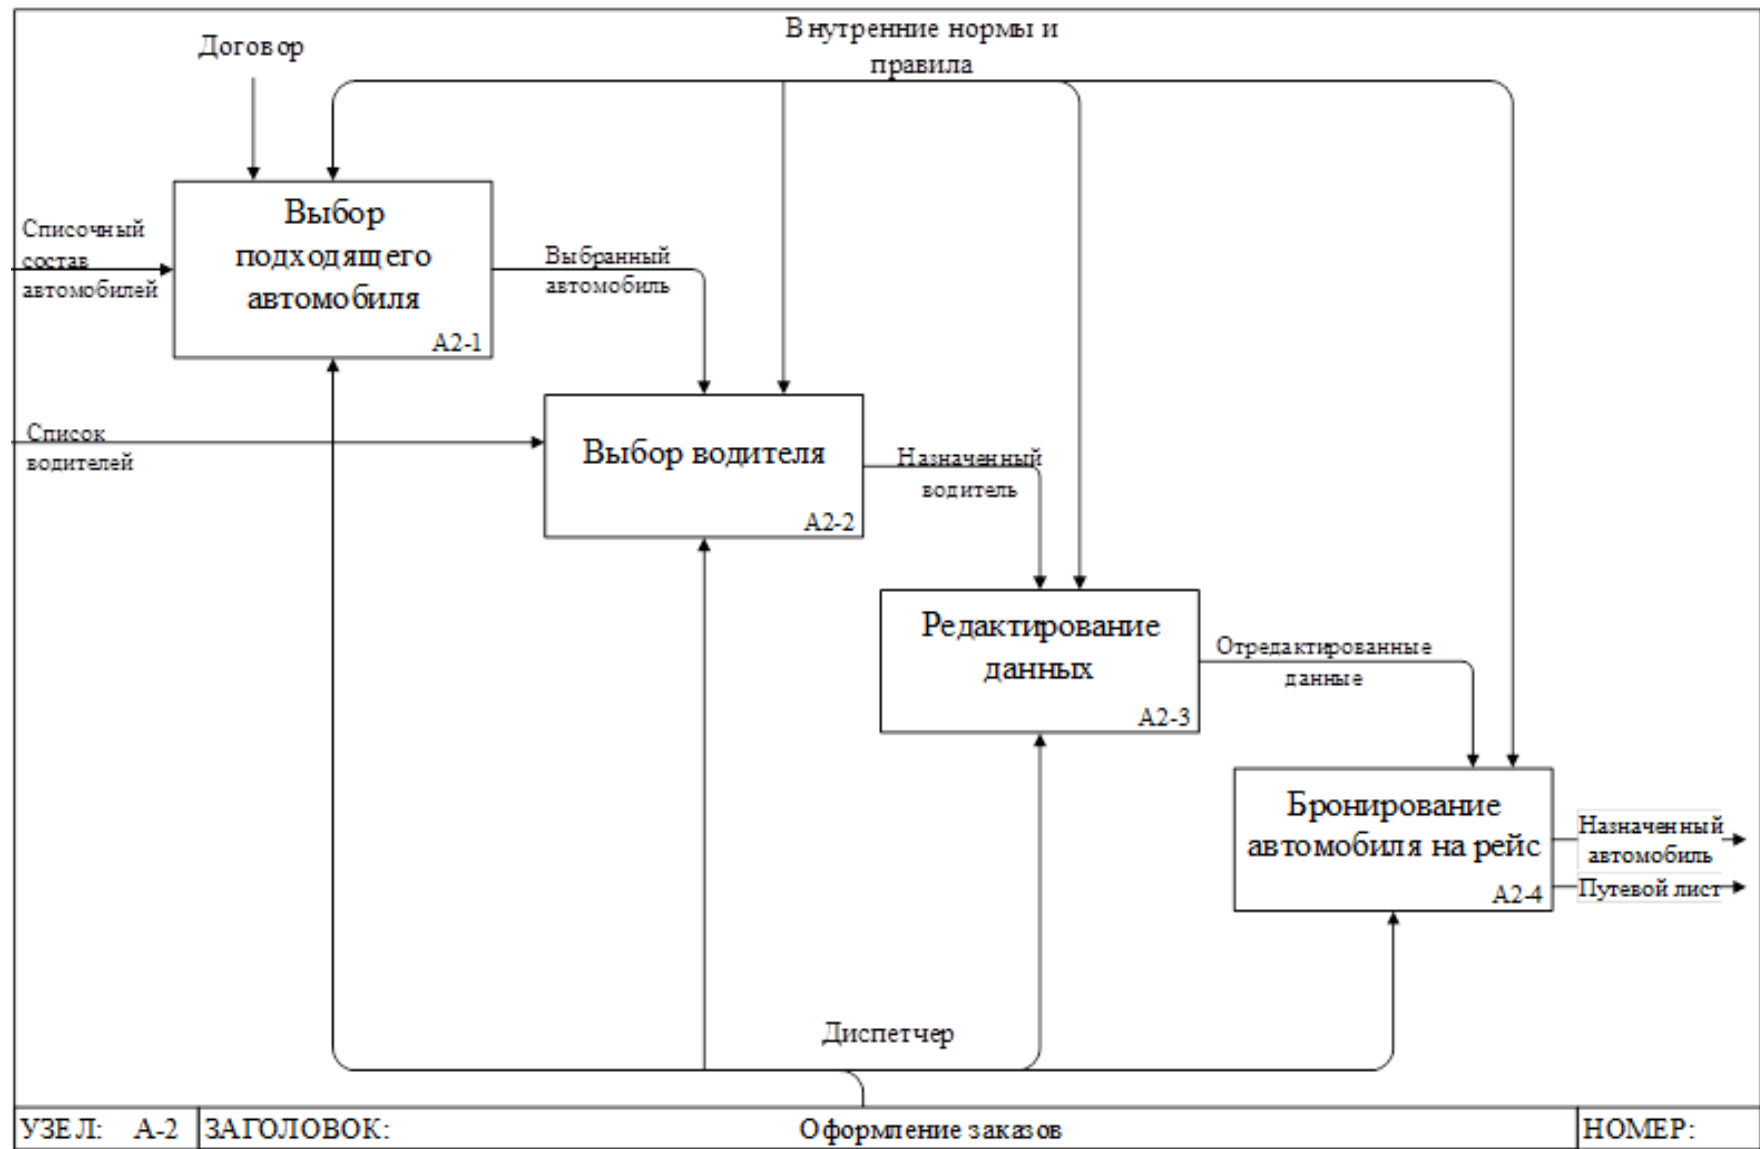 Договор
Внутренние нормы и
правила
Выбор
подходящего
автомобиля
А2-1
Списочный
состав
автомобилей
Выбранный
автомобиль
Список
водителей
Выбор водителя
А2-2
Назначенный
водитель
Редактирование
данных
А2-3
Отредактированные
данные
Бронирование
автомобиля на рейс
А2-4
Назначенный
автомобиль
Путевой лист
Диспетчер
УЗЕЛ: А-2
ЗАГОЛОВОК:
Оформление заказов
НОМЕР: